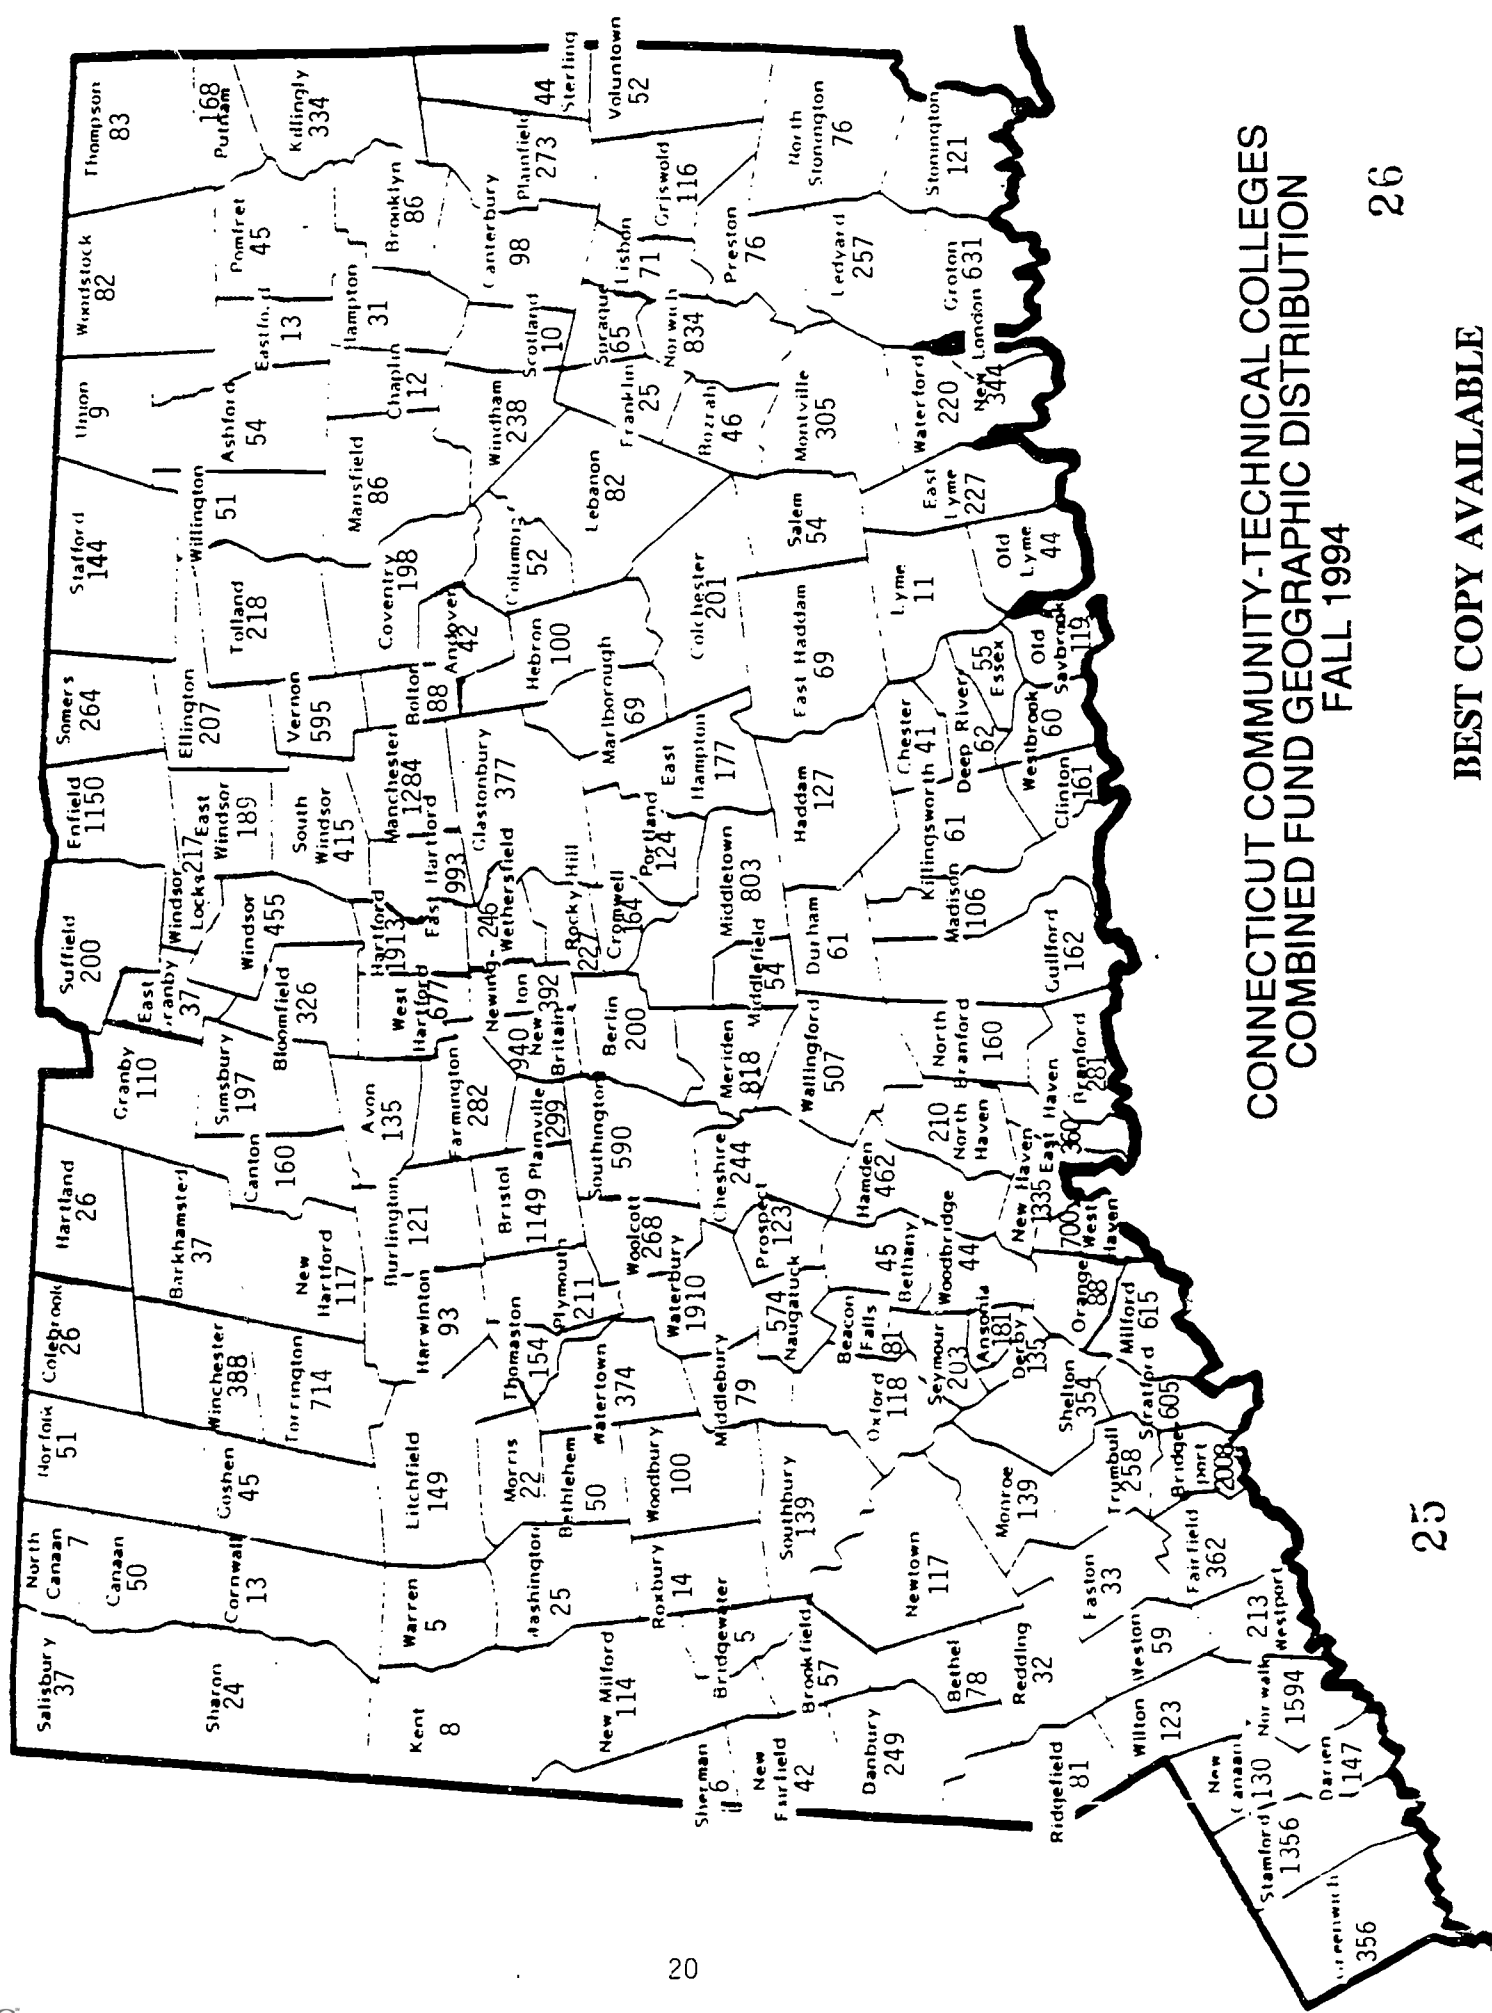 Salisbury
37
North
Canaan
7
Canaan
50
Norfolk
51
Colebrook
26
Hartland
26
Granby
110
Suffield
200
East
Granby
37
Enfield
1150
Somers
264
Stafford
144
Union
9
Woodstock
82
Thompson
83
Sharon
24
Cornwall
13
Goshen
45
Winchester
388
Torrington
714
Barkhamsted
37
New
Hartford
117
Canton
160
Simsbury
197
Bloomfield
326
Windsor
455
Windsor
Locks
217
East
Windsor
189
South
Windsor
415
Ellington
207
Vernon
595
Tolland
218
Willington
51
Ashford
54
Eastford
13
Pomfret
45
Putnam
168
Killingly
334
Kent
8
Warren
5
Litchfield
149
Harwinton
93
Burlington
121
Avon
135
Farmington
282
West
Hartford
677
Hartford
1913
East Hartford
993
Manchester
1284
Bolton
88
Coventry
198
Andover
42
Mansfield
86
Chaplin
12
Hampton
31
Brooklyn
86
Canterbury
98
Plainfield
273
44
Sterling
Voluntown
52
New Milford
114
Washington
25
Morris
22
Bethlehem
50
Thomaston
154
Watertown
374
Plymouth
211
Bristol
1149
Plainville
299
940
New
Britain
Newing-
ton
392
246
Wethersfield
Rocky Hill
227
Glastonbury
377
Hebron
100
Columbia
52
Windham
238
Scotland
10
Lebanon
82
Franklin
25
Sprague
65
Lisbon
71
Griswold
116
Norwich
834
Bozrah
46
Preston
76
North
Stonington
76
Sherman
6
Bridgewater
5
Roxbury
14
Woodbury
100
Middlebury
79
Waterbury
1910
Woolcott
268
Southington
590
Berlin
200
Cromwell
164
Portland
124
Marlborough
69
East
Hampton
177
Colchester
201
Salem
54
Montville
305
Ledyard
257
New
Fairfield
42
Brookfield
57
Southbury
139
574
Naugatuck
Prospect
123
Cheshire
244
Meriden
818
Middlefield
54
Middletown
803
Haddam
127
East Haddam
69
Danbury
249
Bethel
78
Newtown
117
Oxford
118
Beacon
Falls
81
45
Bethany
Hamden
462
Wallingford
507
Durham
61
Killingworth
61
Chester
41
Deep River
62
55
Essex
Lyme
11
East
Lyme
227
Waterford
220
New
London
344
Groton
631
Stonington
121
Ridgefield
81
Redding
32
Monroe
139
Seymour
203
Ansonia
181
Derby
135
Woodbridge
44
210
North
Haven
North
Branford
160
Madison
106
Guilford
162
Clinton
161
Westbrook
60
Old
Saybrook
119
Old
Lyme
44
Wilton
123
Weston
59
Easton
33
Trumbull
258
Shelton
354
Orange
88
New Haven
1335
East Haven
360
Branford
281
700
West
Haven
Milford
615
Stratford
605
Bridge-
port
2008
Fairfield
362
213
Westport
Norwalk
1594
New
Canaan
130
Darien
147
Stamford
1356
Greenwich
356
CONNECTICUT COMMUNITY-TECHNICAL COLLEGES
COMBINED FUND GEOGRAPHIC DISTRIBUTION
FALL 1994
20
25
26
BEST COPY AVAILABLE